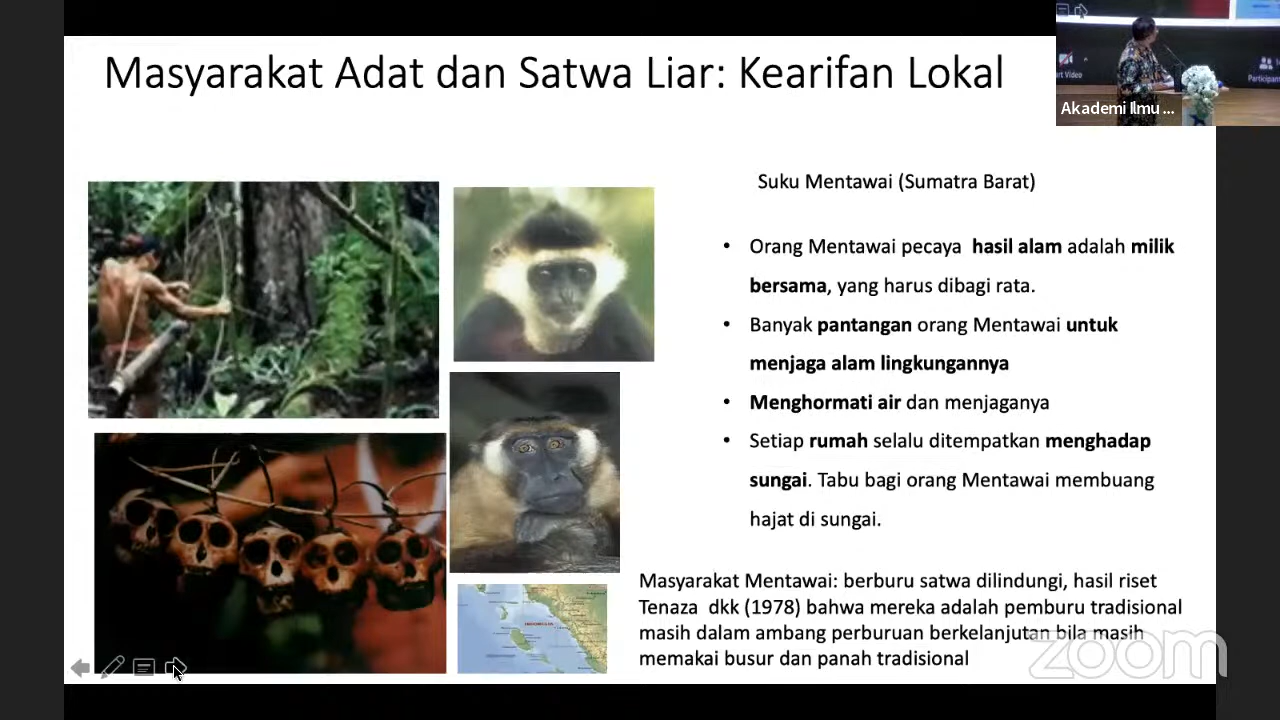 Masyarakat Adat dan Satwa Liar: Kearifan Lokal
Akademi Ilmu ...
Suku Mentawai (Sumatra Barat)
• Orang Mentawai pecaya hasil alam adalah milik
bersama, yang harus dibagi rata.
• Banyak pantangan orang Mentawai untuk
menjaga alam lingkungannya
• Menghormati air dan menjaganya
• Setiap rumah selalu ditempatkan menghadap
sungai. Tabu bagi orang Mentawai membuang
hajat di sungai.
Masyarakat Mentawai: berburu satwa dilindungi, hasil riset
Tenaza dkk (1978) bahwa mereka adalah pemburu tradisional
masih dalam ambang perburuan berkelanjutan bila masih
memakai busur dan panah tradisional
zoom